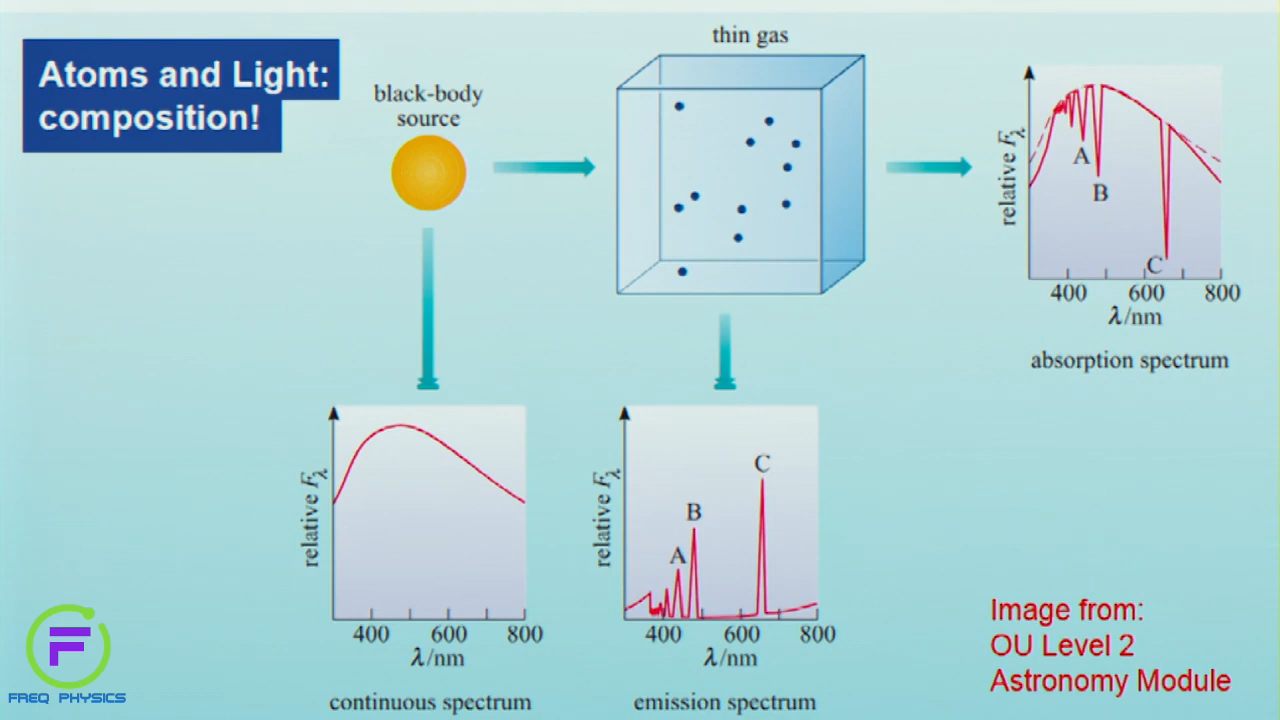 Atoms and Light:
composition!
black-body
source
thin gas
relative Fλ
A
B
C
400 600 800
λ/nm
absorption spectrum
relative Fλ
400 600 800
λ/nm
continuous spectrum
relative Fλ
A
B
C
400 600 800
λ/nm
emission spectrum
Image from:
OU Level 2
Astronomy Module
F
FREQ PHYSICS